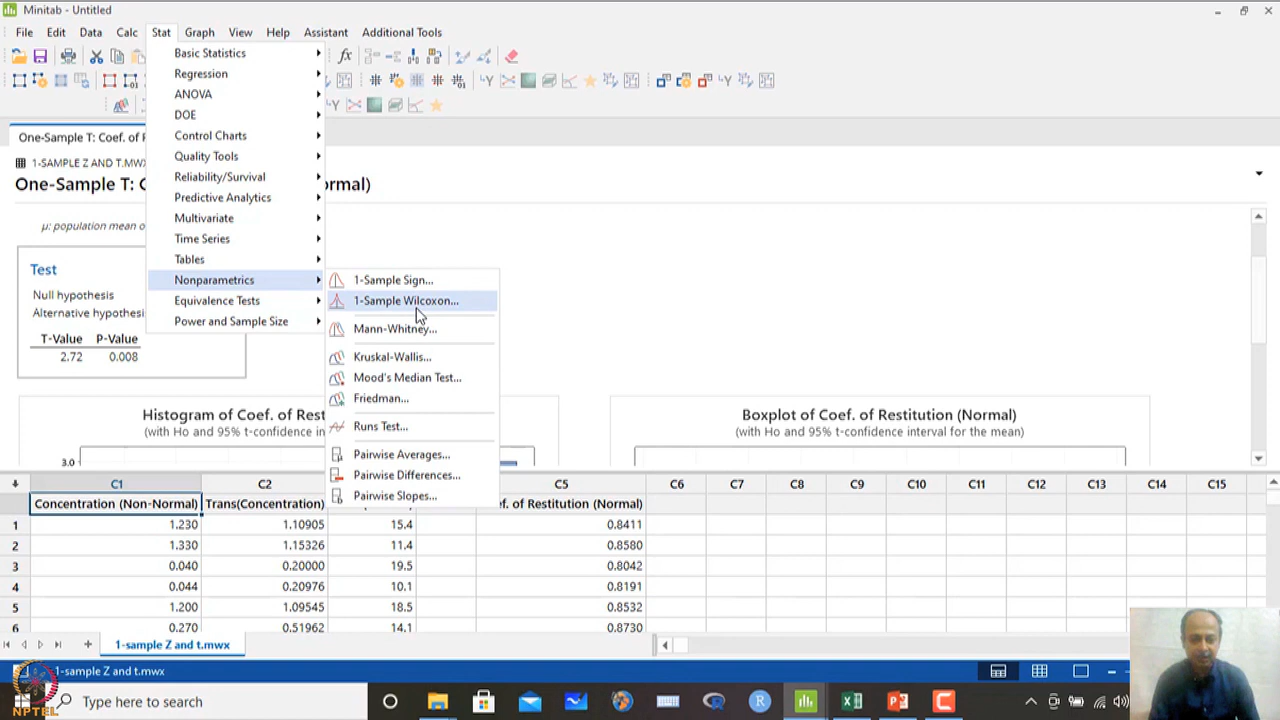 Minitab - Untitled
File Edit Data Calc Stat Graph View Help Assistant Additional Tools
Basic Statistics
Regression
ANOVA
DOE
Control Charts
Quality Tools
Reliability/Survival
Predictive Analytics
Multivariate
Time Series
Tables
Nonparametrics
Equivalence Tests
Power and Sample Size
1-Sample Sign...
1-Sample Wilcoxon...
Mann-Whitney...
Kruskal-Wallis...
Mood's Median Test...
Friedman...
Runs Test...
Pairwise Averages...
Pairwise Differences...
Pairwise Slopes...
One-Sample T: Coef. of R
1-SAMPLE Z AND T.MWX
One-Sample T: C rmal)
μ: population mean o
Test
Null hypothesis
Alternative hypothesis
T-Value P-Value
2.72 0.008
Histogram of Coef. of Rest
(with Ho and 95% t-confidence int
3.0
Boxplot of Coef. of Restitution (Normal)
(with Ho and 95% t-confidence interval for the mean)
C1 C2 C5 C6 C7 C8 C9 C10 C11 C12 C13 C14 C15
Concentration (Non-Normal) Trans(Concentration) ef. of Restitution (Normal)
1 1.230 1.10905 15.4 0.8411
2 1.330 1.15326 11.4 0.8580
3 0.040 0.20000 19.5 0.8042
4 0.044 0.20976 10.1 0.8191
5 1.200 1.09545 18.5 0.8532
6 0.270 0.51962 14.1 0.8730
1-sample Z and t.mwx
1-sample Z and t.mwx
Type here to search
NPTEL